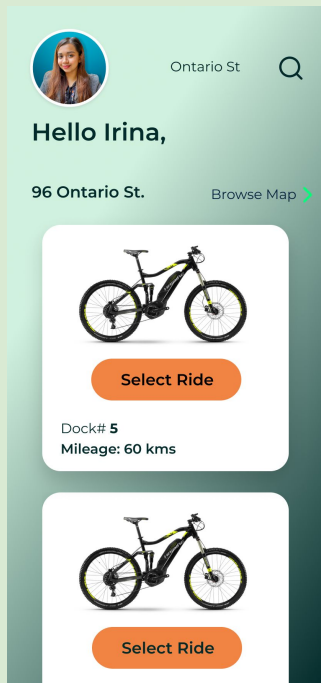 Ontario St
Hello Irina,
96 Ontario St.
Browse Map
Select Ride
Dock# 5
Mileage: 60 kms
Select Ride